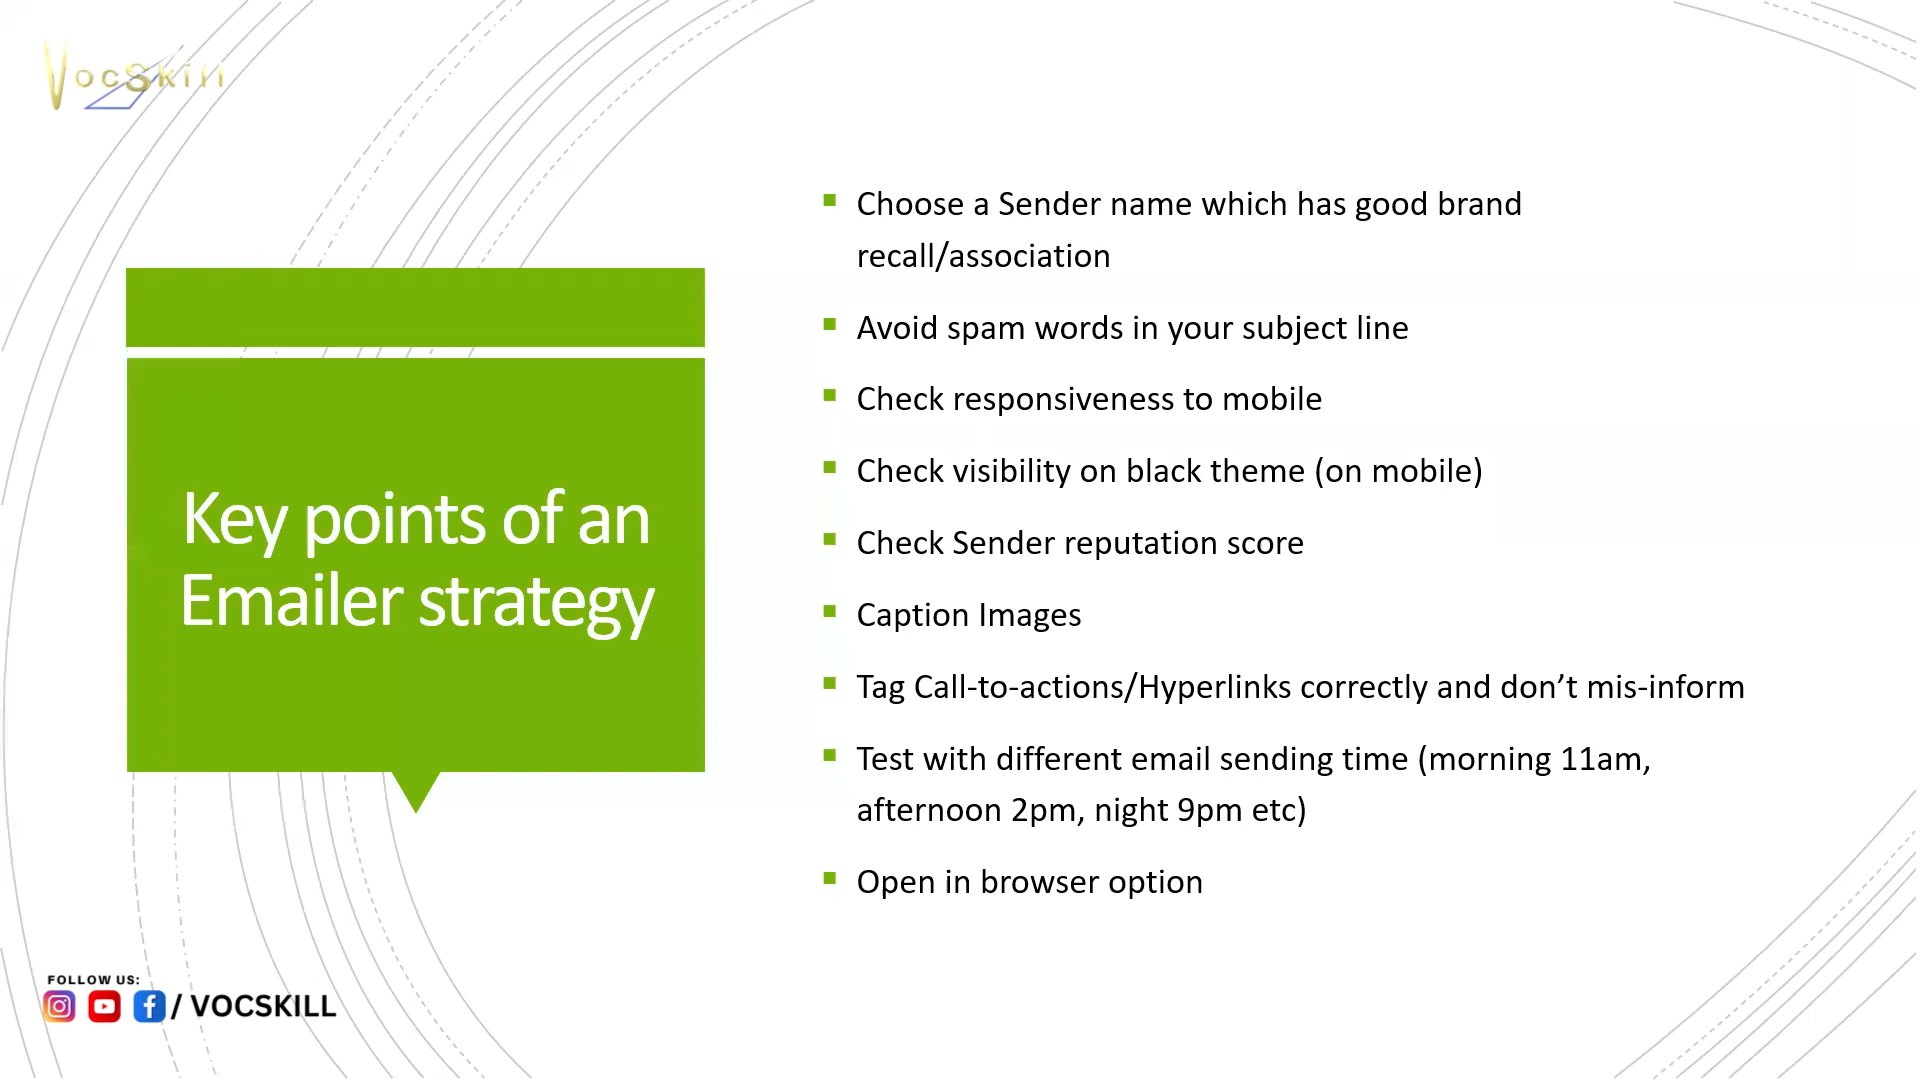 VocSkill
Key points of an
Emailer strategy
Choose a Sender name which has good brand
recall/association
Avoid spam words in your subject line
Check responsiveness to mobile
Check visibility on black theme (on mobile)
Check Sender reputation score
Caption Images
Tag Call-to-actions/Hyperlinks correctly and don’t mis-inform
Test with different email sending time (morning 11am,
afternoon 2pm, night 9pm etc)
Open in browser option
FOLLOW US:
/ VOCSKILL